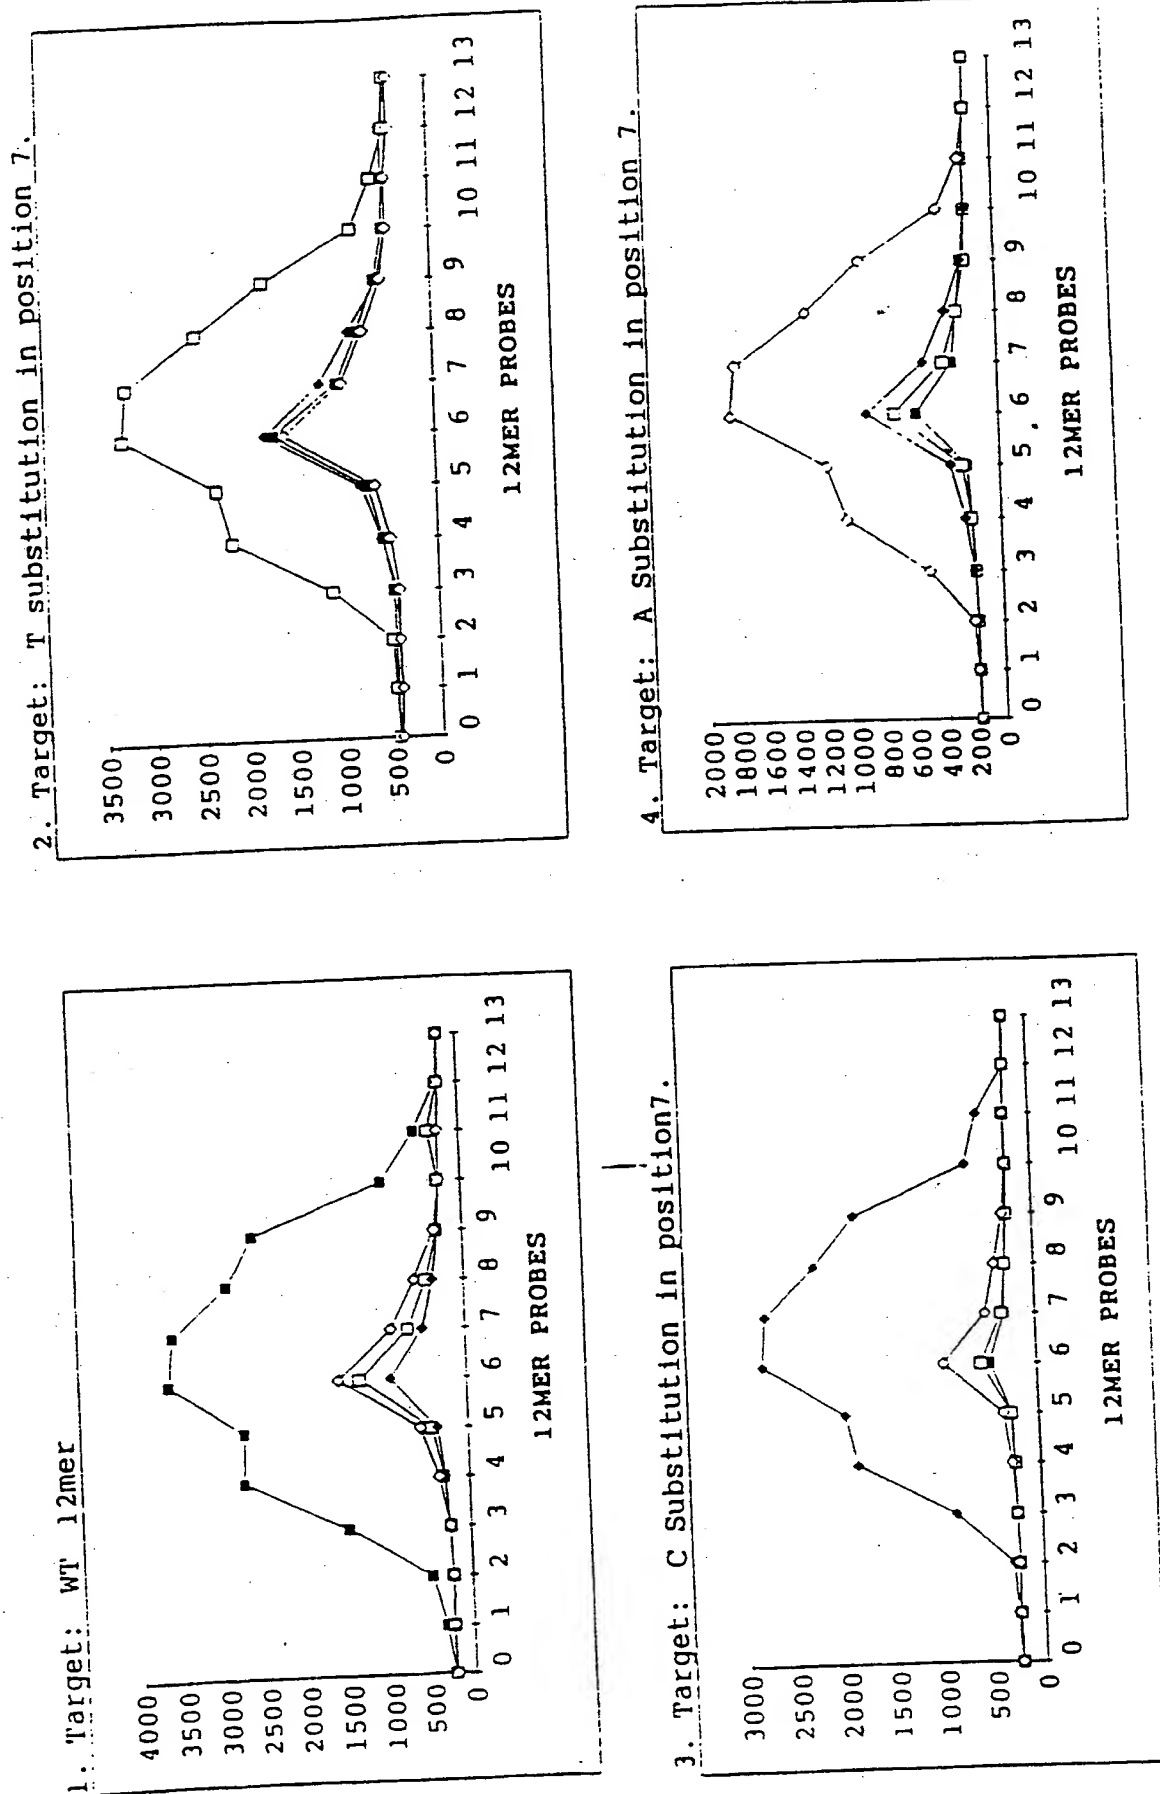 1. Target: WT 12mer
4000
3500
3000
2500
2000
1500
1000
500
0
0 1 2 3 4 5 6 7 8 9 10 11 12 13
12MER PROBES
2. Target: T substitution in position 7.
3500
3000
2500
2000
1500
1000
500
0
0 1 2 3 4 5 6 7 8 9 10 11 12 13
12MER PROBES
3. Target: C Substitution in position7.
3000
2500
2000
1500
1000
500
0
0 1 2 3 4 5 6 7 8 9 10 11 12 13
12MER PROBES
4. Target: A Substitution in position 7.
2000
1800
1600
1400
1200
1000
800
600
400
200
0
0 1 2 3 4 5 6 7 8 9 10 11 12 13
12MER PROBES